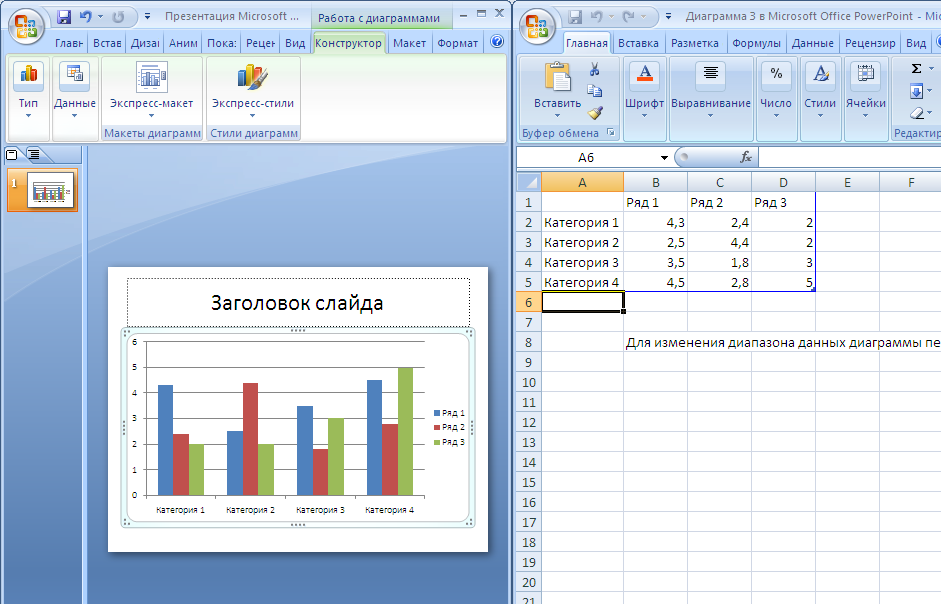 Презентация Microsoft ...
Работа с диаграммами
Главн Встав Дизаі Аним Пока: Рецен Вид Конструктор Макет Формат
Тип
Данные
Экспресс-макет
Экспресс-стили
Макеты диаграмм
Стили диаграмм
1
Заголовок слайда
6
5
4
3
2
1
0
Категория 1 Категория 2 Категория 3 Категория 4
Ряд 1
Ряд 2
Ряд 3
Диаграмма 3 в Microsoft Office PowerPoint - Mi
Главная Вставка Разметка Формулы Данные Рецензир Вид
Вставить
Шрифт
Выравнивание
%
Число
Стили
Ячейки
Σ
Буфер обмена
Редактир
A6
fx
A B C D E F
1 Ряд 1 Ряд 2 Ряд 3
2 Категория 1 4,3 2,4 2
3 Категория 2 2,5 4,4 2
4 Категория 3 3,5 1,8 3
5 Категория 4 4,5 2,8 5
6
7
8 Для изменения диапазона данных диаграммы пе
9
10
11
12
13
14
15
16
17
18
19
20
21